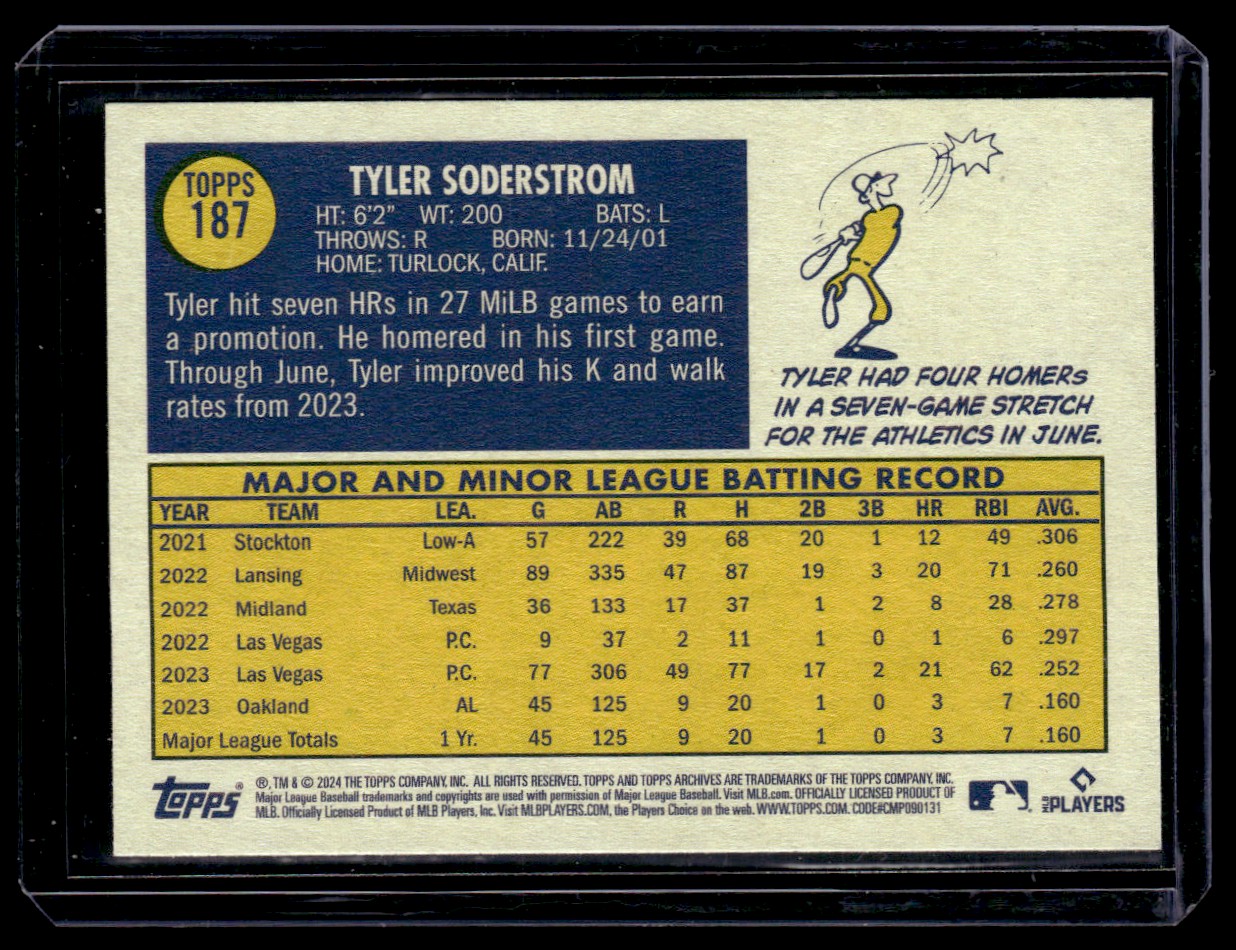 TOPPS
187
TYLER SODERSTROM
HT: 6'2" WT: 200 BATS: L
THROWS: R BORN: 11/24/01
HOME: TURLOCK, CALIF.
Tyler hit seven HRs in 27 MiLB games to earn
a promotion. He homered in his first game.
Through June, Tyler improved his K and walk
rates from 2023.
TYLER HAD FOUR HOMERs
IN A SEVEN-GAME STRETCH
FOR THE ATHLETICS IN JUNE.
MAJOR AND MINOR LEAGUE BATTING RECORD
YEAR TEAM LEA. G AB R H 2B 3B HR RBI AVG.
2021 Stockton Low-A 57 222 39 68 20 1 12 49 .306
2022 Lansing Midwest 89 335 47 87 19 3 20 71 .260
2022 Midland Texas 36 133 17 37 1 2 8 28 .278
2022 Las Vegas P.C. 9 37 2 11 1 0 1 6 .297
2023 Las Vegas P.C. 77 306 49 77 17 2 21 62 .252
2023 Oakland AL 45 125 9 20 1 0 3 7 .160
Major League Totals 1 Yr. 45 125 9 20 1 0 3 7 .160
Topps®
®, TM & © 2024 THE TOPPS COMPANY, INC. ALL RIGHTS RESERVED. TOPPS AND TOPPS ARCHIVES ARE TRADEMARKS OF THE TOPPS COMPANY, INC.
Major League Baseball trademarks and copyrights are used with permission of Major League Baseball. Visit MLB.com. OFFICIALLY LICENSED PRODUCT OF
MLB. Officially Licensed Product of MLB Players, Inc. Visit MLBPLAYERS.COM, the Players Choice on the web. WWW.TOPPS.COM. CODE#CMP090131
MLB PLAYERS